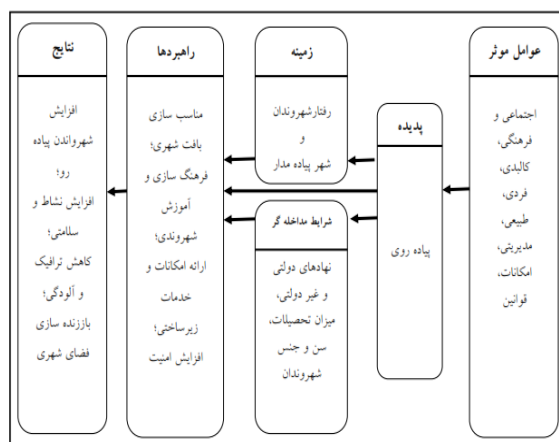 عوامل موثر
اجتماعی و
فرهنگی،
کالبدی،
فردی،
طبیعی،
مدیریتی،
امکانات،
قوانین
پدیده
پیاده روی
زمینه
رفتارشهروندان
و
شهر پیاده مدار
شرایط مداخله گر
نهادهای دولتی
و غیر دولتی،
میزان تحصیلات،
سن و جنس
شهروندان
راهبردها
مناسب سازی
بافت شهری؛
فرهنگ سازی و
آموزش
شهروندی؛
ارائه امکانات و
خدمات
زیرساختی؛
افزایش امنیت
نتایج
افزایش
شهرواندن پیاده
رو؛
افزایش نشاط و
سلامتی؛
کاهش ترافیک
و آلودگی؛
باززنده سازی
فضای شهری